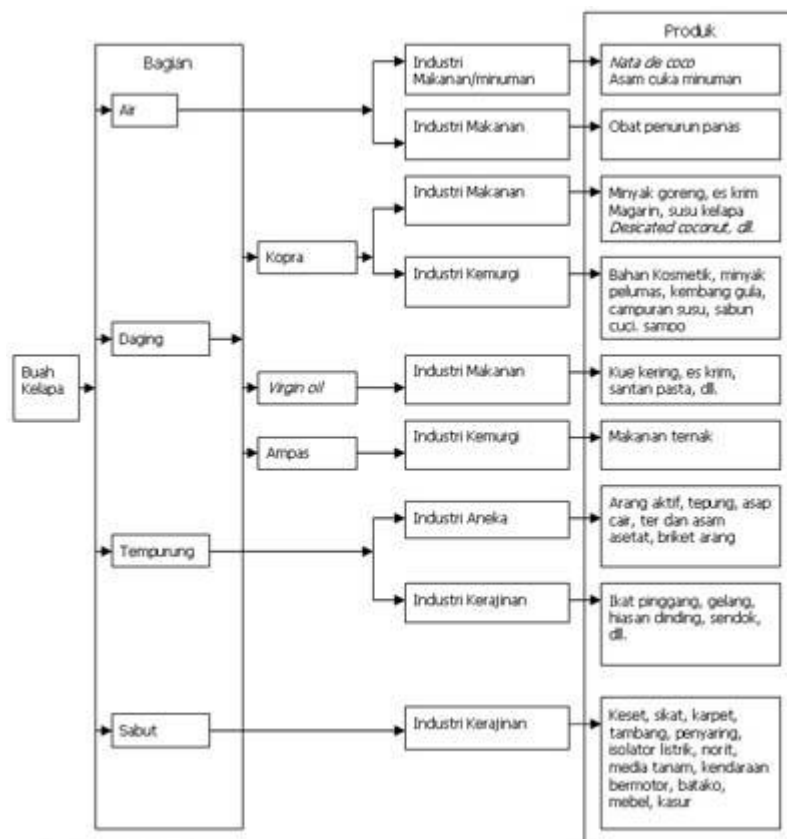 Produk
Bagian
Industri
Makanan/minuman
Nata de coco
Asam cuka minuman
Air
Industri Makanan
Obat penurun panas
Industri Makanan
Minyak goreng, es krim
Magarin, susu kelapa
Desicated coconut, dll.
Kopra
Industri Kemurgi
Bahan Kosmetik, minyak
pelumas, kembang gula,
campuran susu, sabun
cuci. sampo
Daging
Buah
Kelapa
Virgin oil
Industri Makanan
Kue kering, es krim,
santan pasta, dll.
Ampas
Industri Kemurgi
Makanan ternak
Tempurung
Industri Aneka
Arang aktif, tepung, asap
cair, ter dan asam
asetat, briket arang
Industri Kerajinan
Ikat pinggang, gelang,
hiasan dinding, sendok,
dll.
Sabut
Industri Kerajinan
Keset, sikat, karpet,
tambang, penyaring,
isolator listrik, norit,
media tanam, kendaraan
bermotor, batako,
mebel, kasur